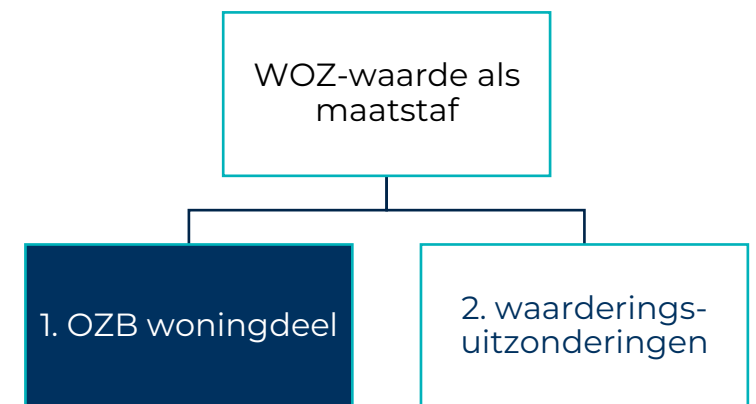 WOZ-waarde als
maatstaf
1. OZB woningdeel
2. waarderings-
uitzonderingen